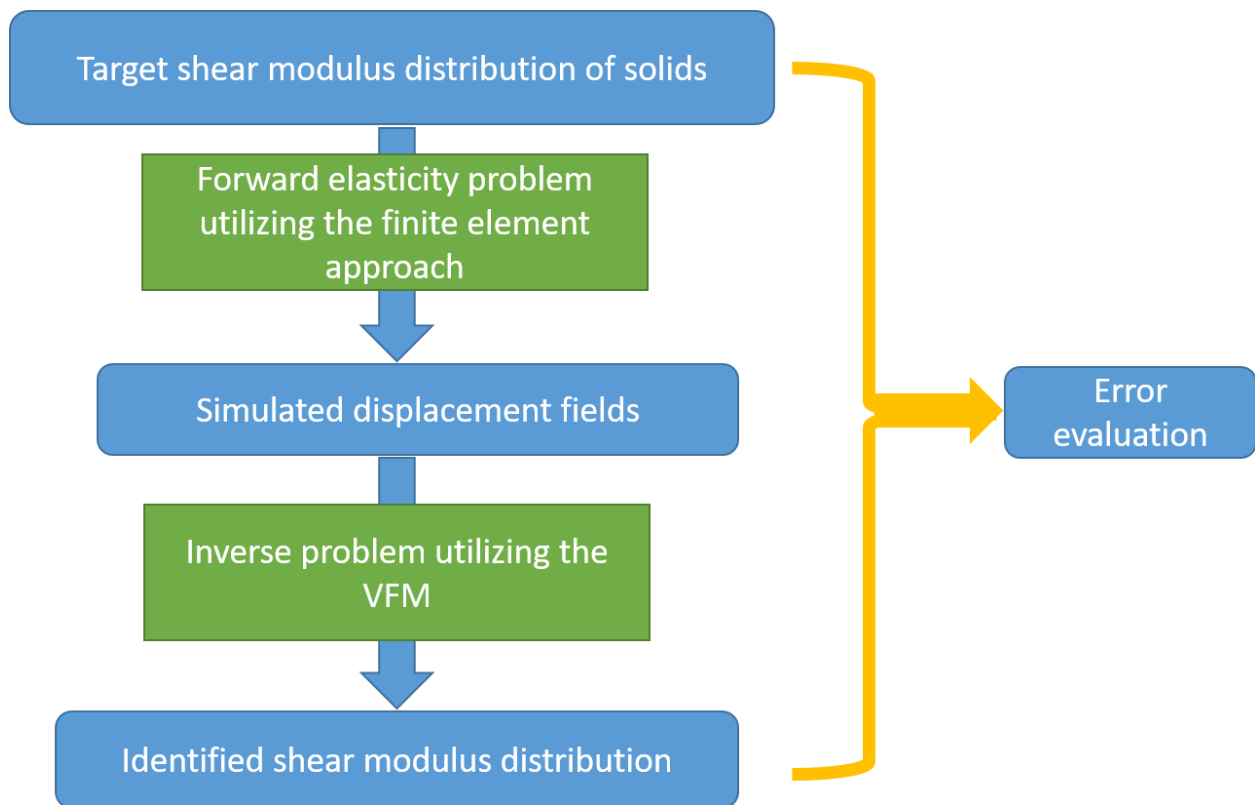 Target shear modulus distribution of solids
Forward elasticity problem
utilizing the finite element
approach
Simulated displacement fields
Error
evaluation
Inverse problem utilizing the
VFM
Identified shear modulus distribution